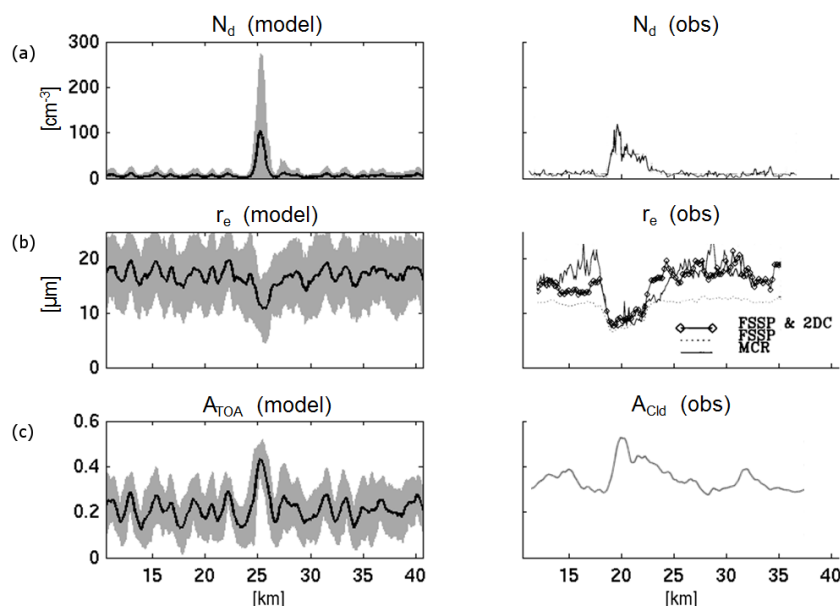 N_d (model)
N_d (obs)
(a)
300
200
100
0
[cm⁻³]
r_e (model)
r_e (obs)
(b)
20
10
0
[µm]
FSSP & 2DC
FSSP
MCR
A_TOA (model)
A_Cld (obs)
(c)
0.6
0.4
0.2
0
15 20 25 30 35 40
15 20 25 30 35 40
[km]
[km]